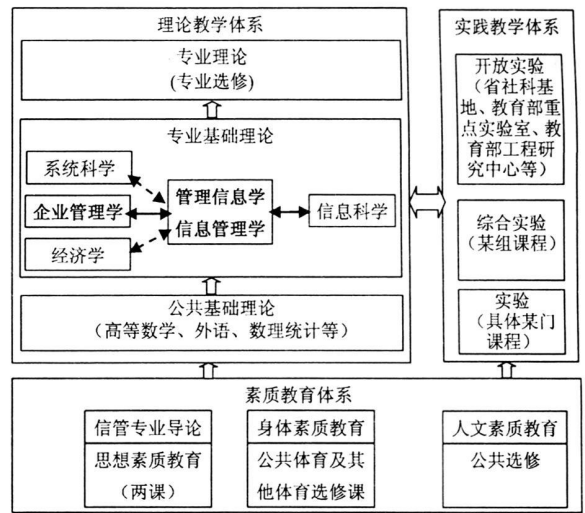 理论教学体系
专业理论
(专业选修)
专业基础理论
系统科学
企业管理学
经济学
管理信息学
信息管理学
信息科学
公共基础理论
（高等数学、外语、数理统计等）
实践教学体系
开放实验
（省社科基
地、教育部重
点实验室、教
育部工程研
究中心等）
综合实验
（某组课程）
实验
（具体某门
课程）
素质教育体系
信管专业导论
思想素质教育
（两课）
身体素质教育
公共体育及其
他体育选修课
人文素质教育
公共选修